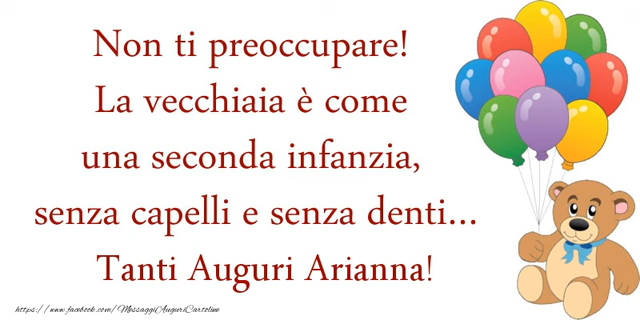 Non ti preoccupare!
La vecchiaia è come
una seconda infanzia,
senza capelli e senza denti...
Tanti Auguri Arianna!
https://www.facebook.com/MessaggiAuguriCartoline